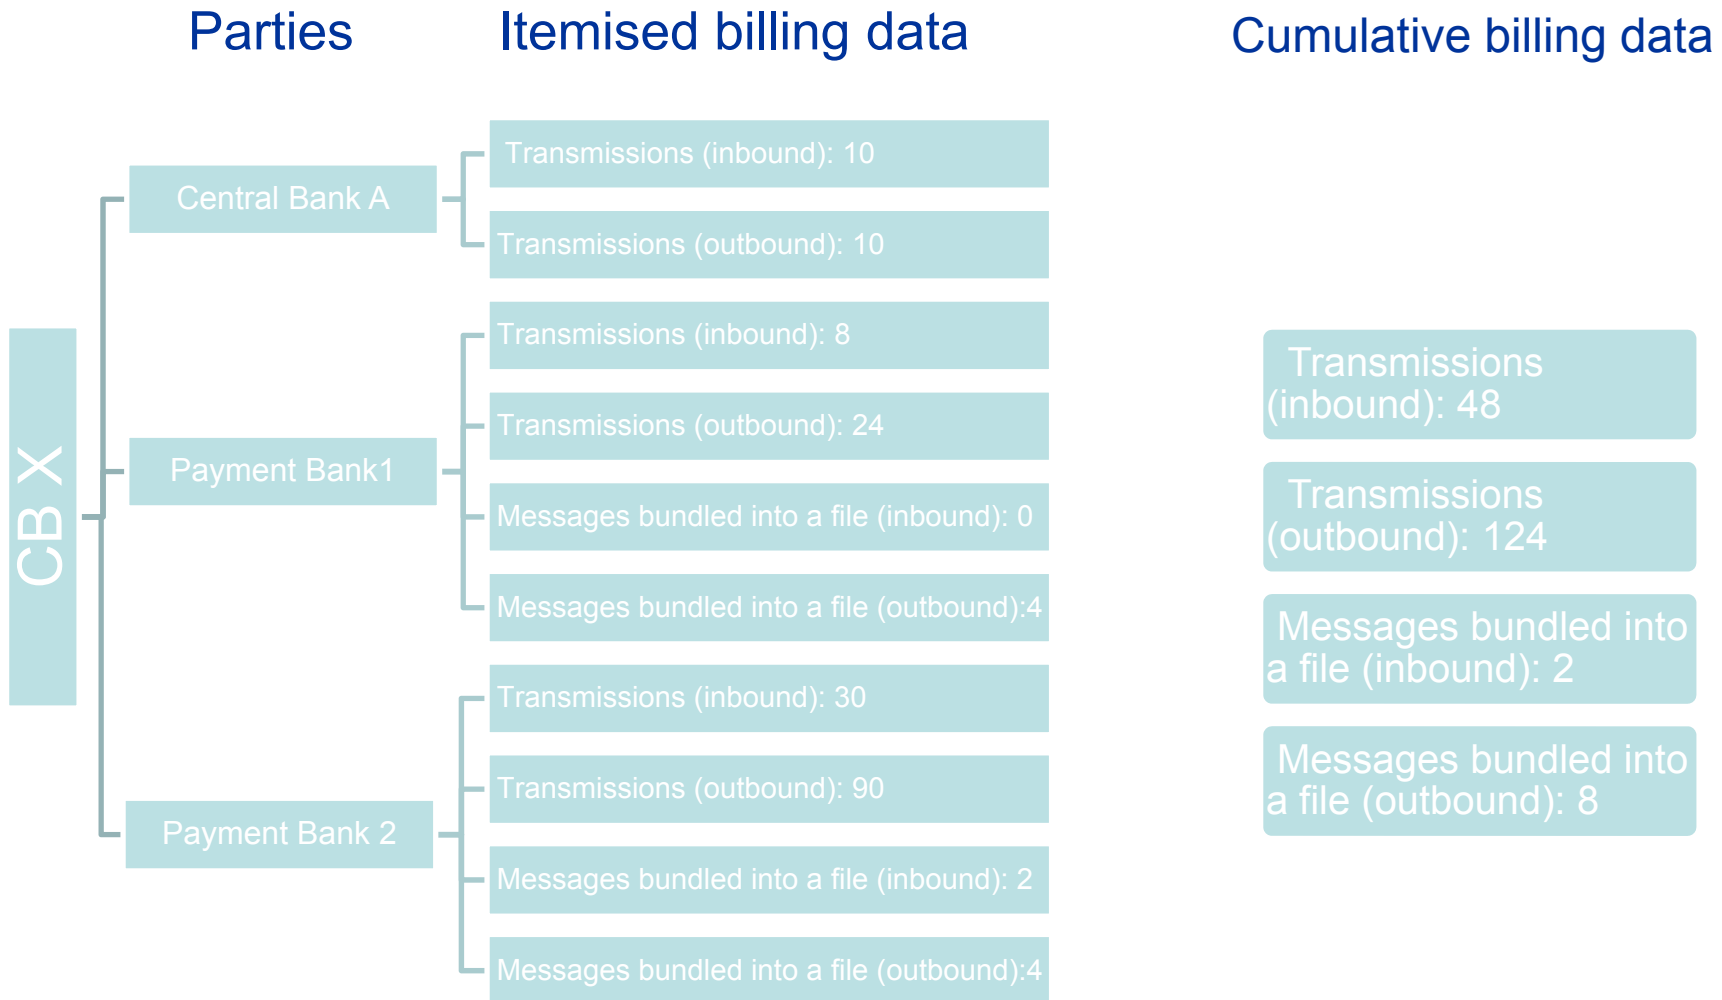 Parties
Itemised billing data
Cumulative billing data
CB X
Central Bank A
Transmissions (inbound): 10
Transmissions (outbound): 10
Payment Bank1
Transmissions (inbound): 8
Transmissions (outbound): 24
Messages bundled into a file (inbound): 0
Messages bundled into a file (outbound):4
Payment Bank 2
Transmissions (inbound): 30
Transmissions (outbound): 90
Messages bundled into a file (inbound): 2
Messages bundled into a file (outbound):4
Transmissions
(inbound): 48
Transmissions
(outbound): 124
Messages bundled into
a file (inbound): 2
Messages bundled into
a file (outbound): 8